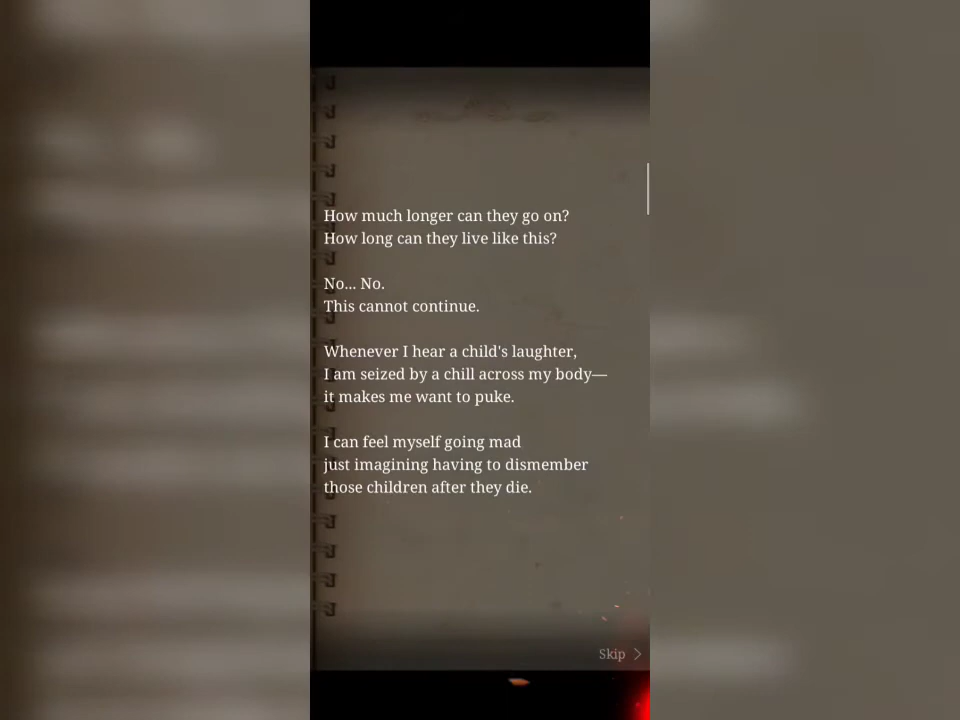 How much longer can they go on?
How long can they live like this?
No... No.
This cannot continue.
Whenever I hear a child's laughter,
I am seized by a chill across my body—
it makes me want to puke.
I can feel myself going mad
just imagining having to dismember
those children after they die.
Skip